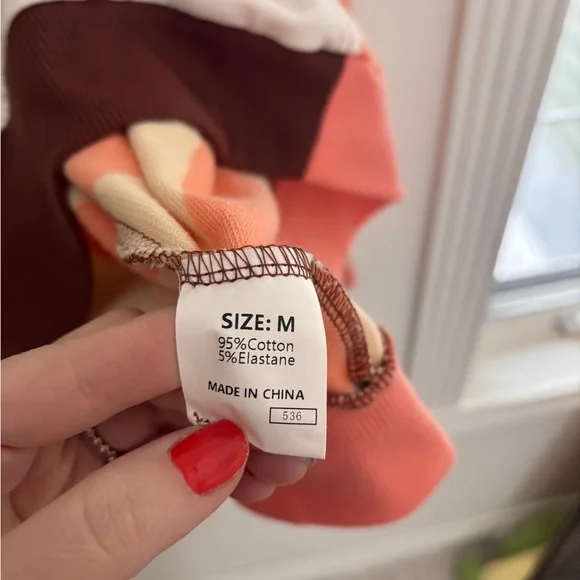 SIZE: M
95%Cotton
5%Elastane
MADE IN CHINA
536